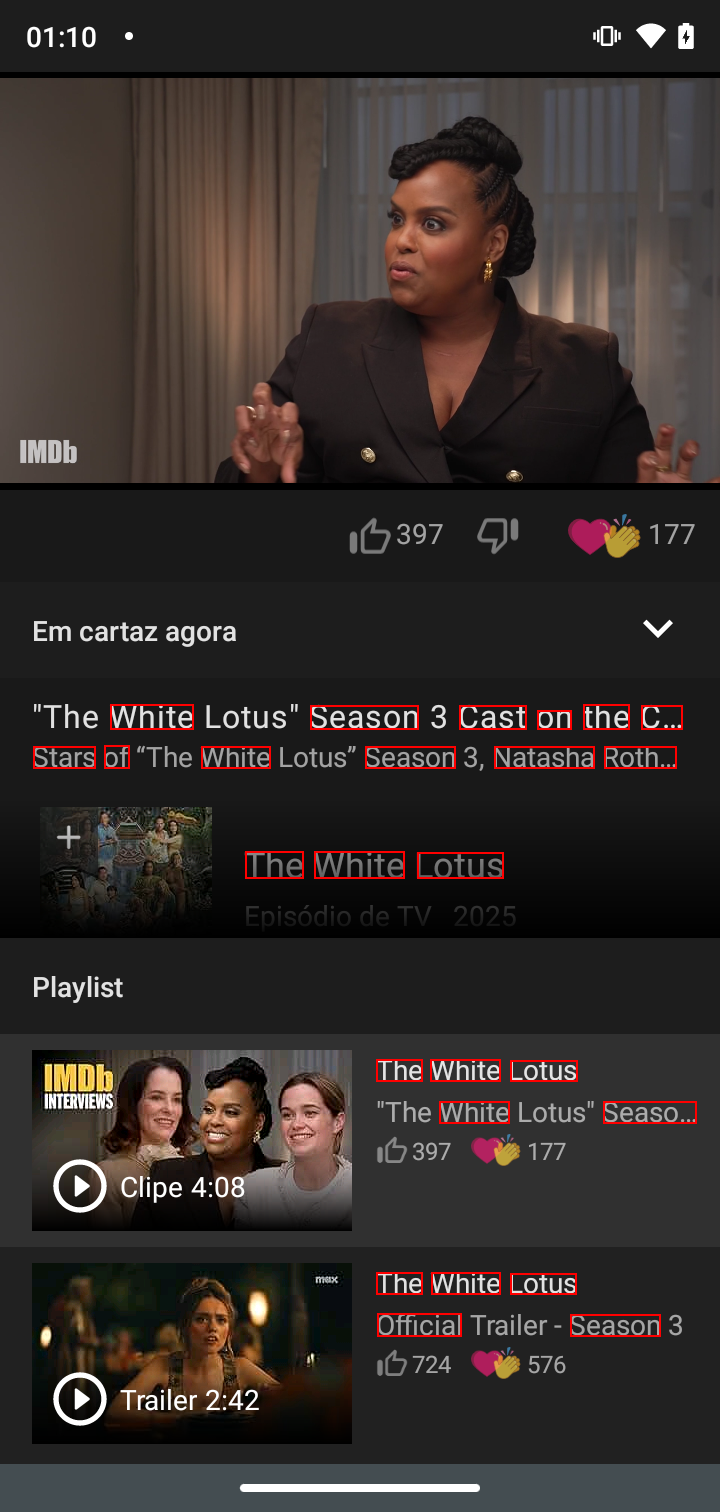 01:10
IMDb
397 177
Em cartaz agora
"The White Lotus" Season 3 Cast on the C…
Stars of “The White Lotus” Season 3, Natasha Roth…
The White Lotus
Episódio de TV 2025
Playlist
IMDb
INTERVIEWS
Clipe 4:08
The White Lotus
"The White Lotus" Seaso…
397 177
max
Trailer 2:42
The White Lotus
Official Trailer - Season 3
724 576